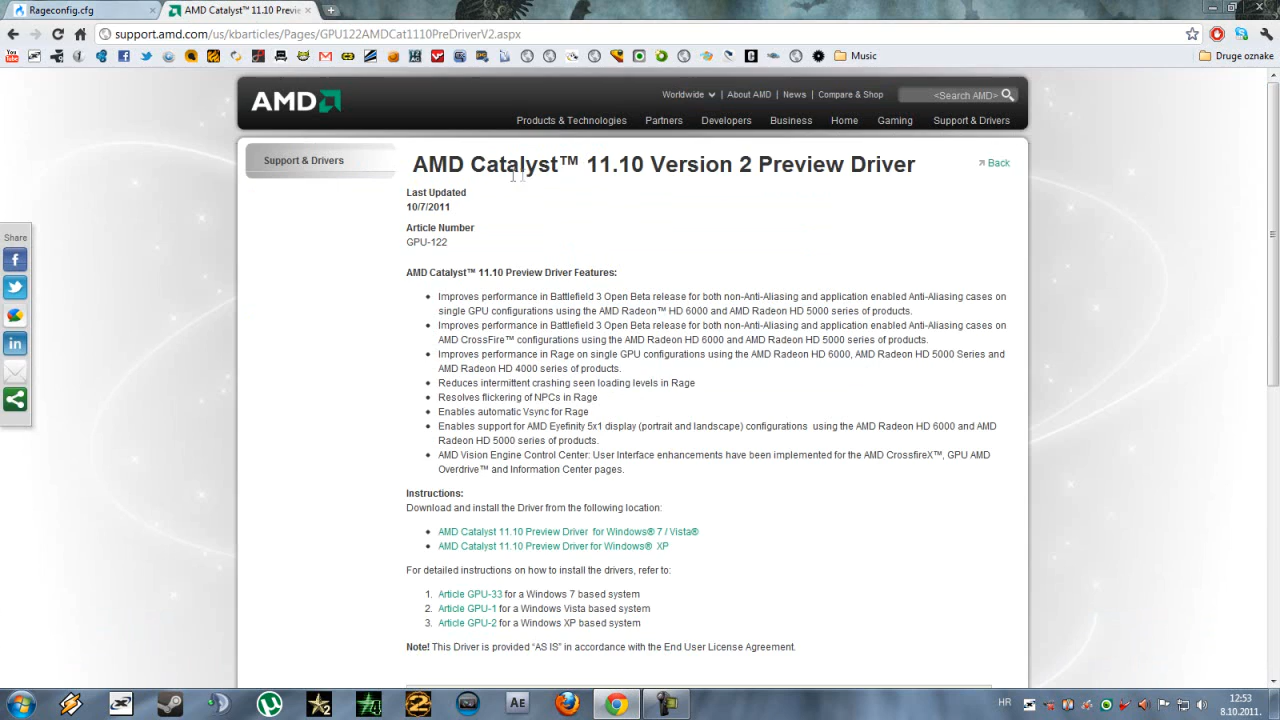 Rageconfig.cfg
AMD Catalyst™ 11.10 Previe
support.amd.com/us/kbarticles/Pages/GPU122AMDCat1110PreDriverV2.aspx
Music
Druge oznake
AMD
Worldwide | About AMD | News | Compare & Shop
<Search AMD>
Products & Technologies Partners Developers Business Home Gaming Support & Drivers
Support & Drivers
AMD Catalyst™ 11.10 Version 2 Preview Driver
Back
Last Updated
10/7/2011
Article Number
GPU-122
AMD Catalyst™ 11.10 Preview Driver Features:
Improves performance in Battlefield 3 Open Beta release for both non-Anti-Aliasing and application enabled Anti-Aliasing cases on
single GPU configurations using the AMD Radeon™ HD 6000 and AMD Radeon HD 5000 series of products.
Improves performance in Battlefield 3 Open Beta release for both non-Anti-Aliasing and application enabled Anti-Aliasing cases on
AMD CrossFire™ configurations using the AMD Radeon HD 6000 and AMD Radeon HD 5000 series of products.
Improves performance in Rage on single GPU configurations using the AMD Radeon HD 6000, AMD Radeon HD 5000 Series and
AMD Radeon HD 4000 series of products.
Reduces intermittent crashing seen loading levels in Rage
Resolves flickering of NPCs in Rage
Enables automatic Vsync for Rage
Enables support for AMD Eyefinity 5x1 display (portrait and landscape) configurations using the AMD Radeon HD 6000 and AMD
Radeon HD 5000 series of products.
AMD Vision Engine Control Center: User Interface enhancements have been implemented for the AMD CrossfireX™, GPU AMD
Overdrive™ and Information Center pages.
Instructions:
Download and install the Driver from the following location:
AMD Catalyst 11.10 Preview Driver for Windows® 7 / Vista®
AMD Catalyst 11.10 Preview Driver for Windows® XP
For detailed instructions on how to install the drivers, refer to:
1. Article GPU-33 for a Windows 7 based system
2. Article GPU-1 for a Windows Vista based system
3. Article GPU-2 for a Windows XP based system
Note! This Driver is provided “AS IS” in accordance with the End User License Agreement.
Share
HR
12:53
8.10.2011.